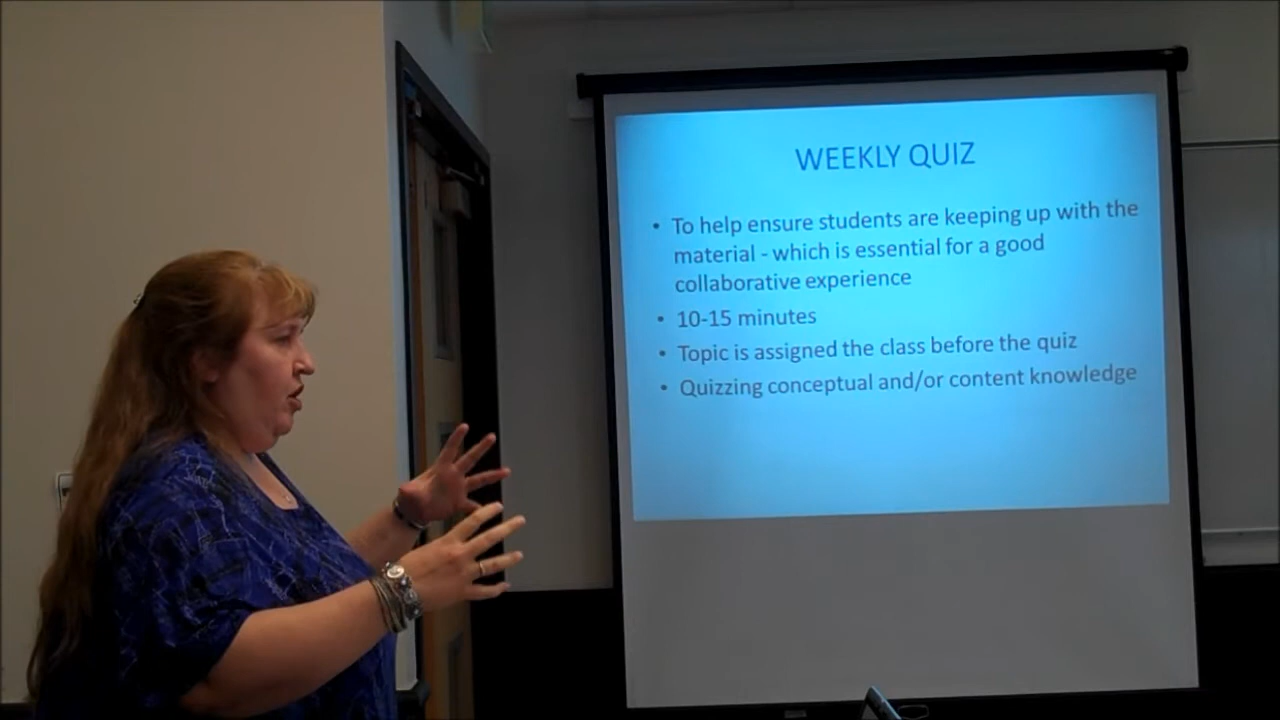 WEEKLY QUIZ
• To help ensure students are keeping up with the
material - which is essential for a good
collaborative experience
• 10-15 minutes
• Topic is assigned the class before the quiz
• Quizzing conceptual and/or content knowledge